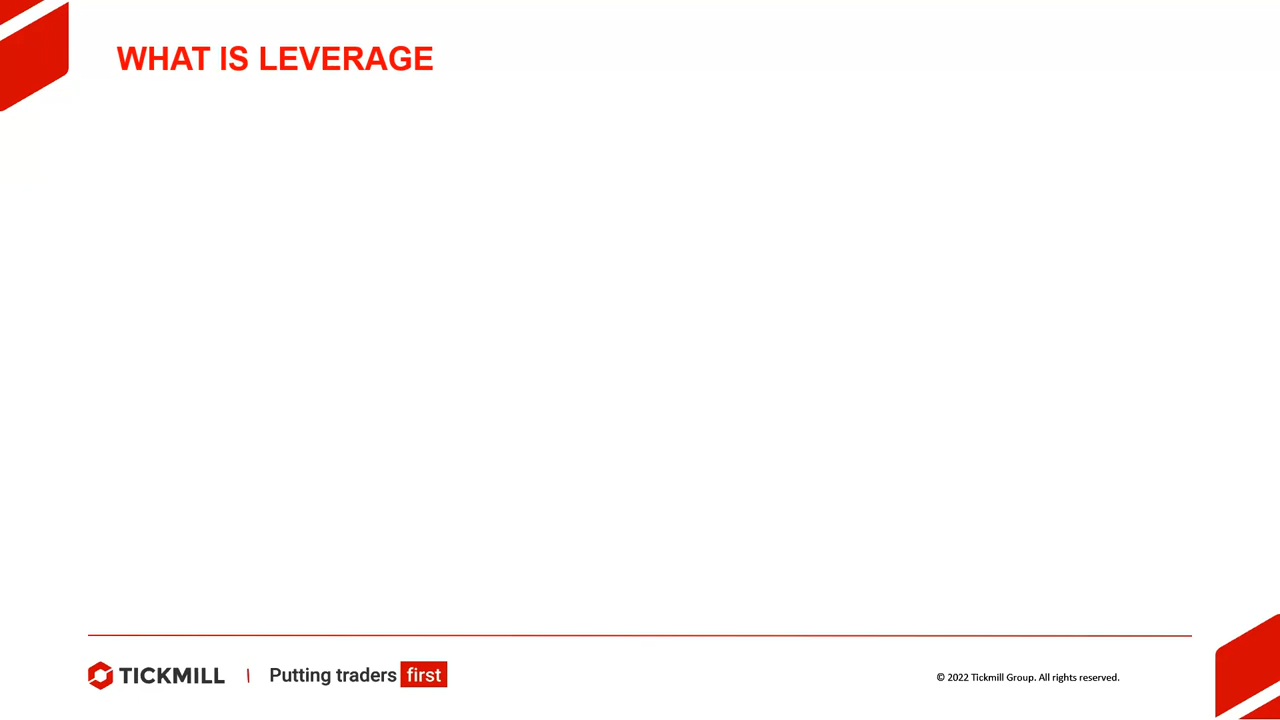 WHAT IS LEVERAGE
TICKMILL | Putting traders first
© 2022 Tickmill Group. All rights reserved.